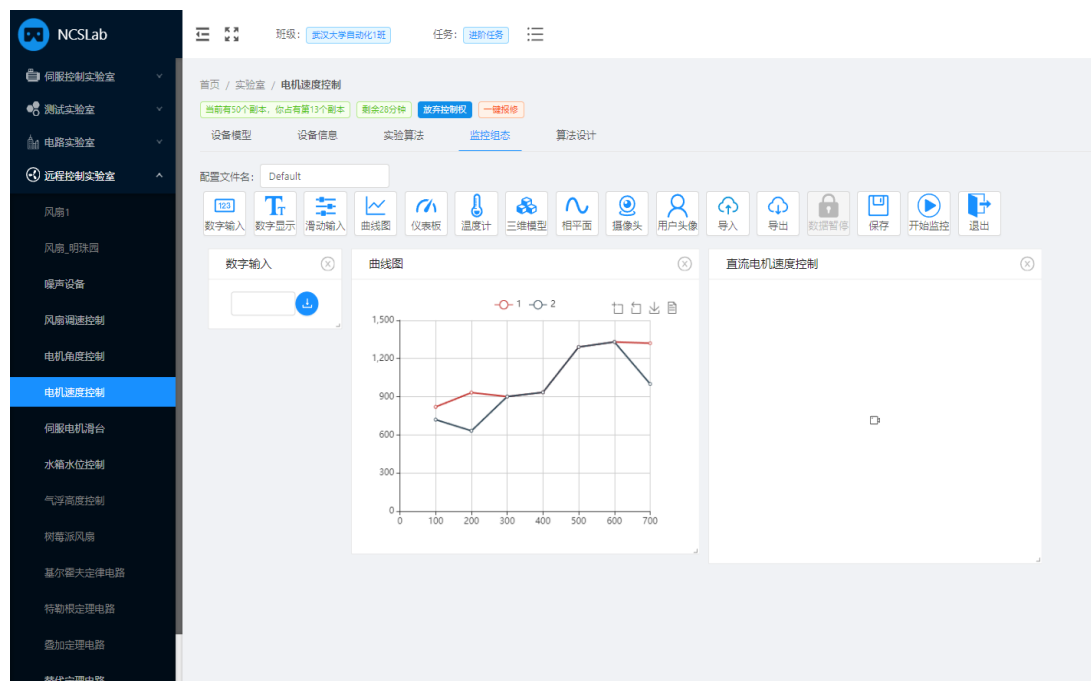 NCSLab
班级: 武汉大学自动化1班 任务: 进阶任务
伺服控制实验室
测试实验室
电路实验室
远程控制实验室
风扇1
风扇_明珠园
噪声设备
风扇调速控制
电机角度控制
电机速度控制
伺服电机滑台
水箱水位控制
气浮高度控制
树莓派风扇
基尔霍夫定律电路
特勒根定理电路
叠加定理电路
替代定理电路
首页 / 实验室 / 电机速度控制
当前有50个副本，你占有第13个副本 剩余28分钟 放弃控制权 一键报修
设备模型 设备信息 实验算法 监控组态 算法设计
配置文件名: Default
123
数字输入 数字显示 滑动输入 曲线图 仪表板 温度计 三维模型 相平面 摄像头 用户头像 导入 导出 数据暂停 保存 开始监控 退出
数字输入
曲线图
1 2
1,500
1,200
900
600
300
0
0 100 200 300 400 500 600 700
直流电机速度控制